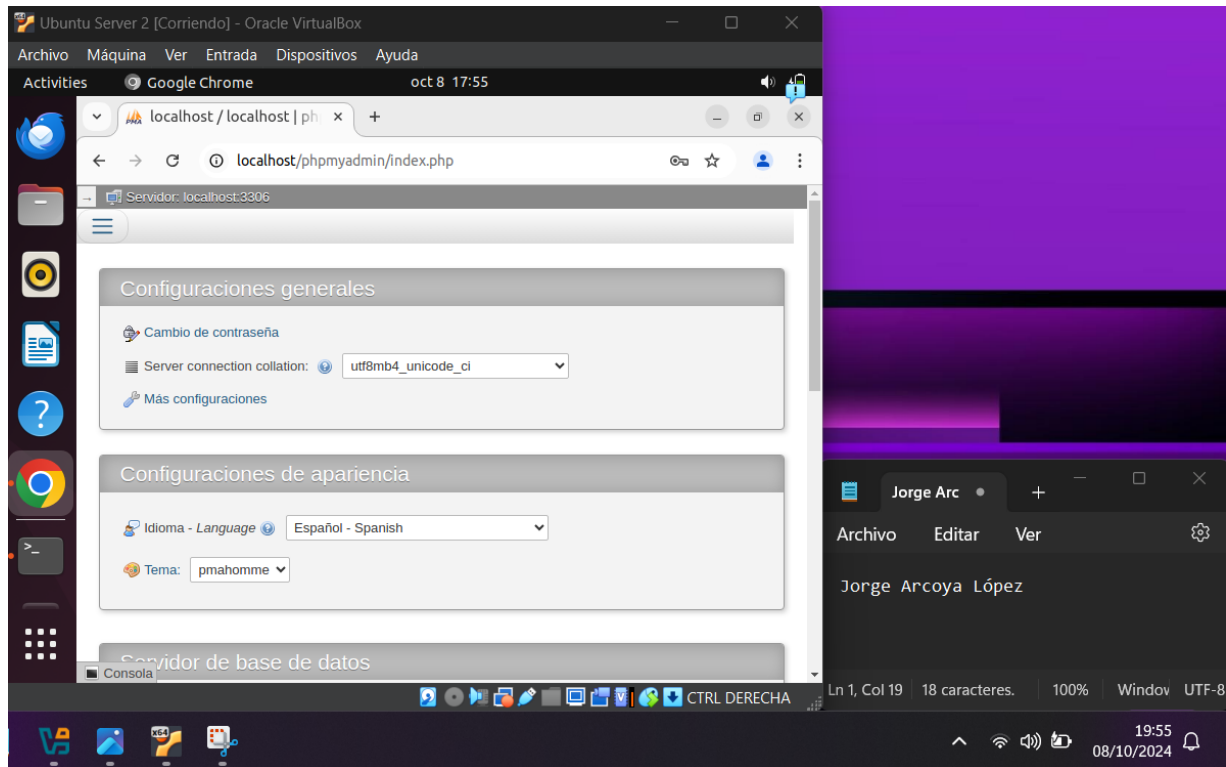 Ubuntu Server 2 [Corriendo] - Oracle VirtualBox
Archivo Máquina Ver Entrada Dispositivos Ayuda
Activities Google Chrome oct 8 17:55
localhost / localhost | ph
localhost/phpmyadmin/index.php
Servidor: localhost:3306
Configuraciones generales
Cambio de contraseña
Server connection collation: utf8mb4_unicode_ci
Más configuraciones
Configuraciones de apariencia
Idioma - Language Español - Spanish
Tema: pmahomme
Servidor de base de datos
Consola
CTRL DERECHA
Jorge Arc
Archivo Editar Ver
Jorge Arcoya López
Ln 1, Col 19 18 caracteres. 100% Window UTF-8
19:55
08/10/2024